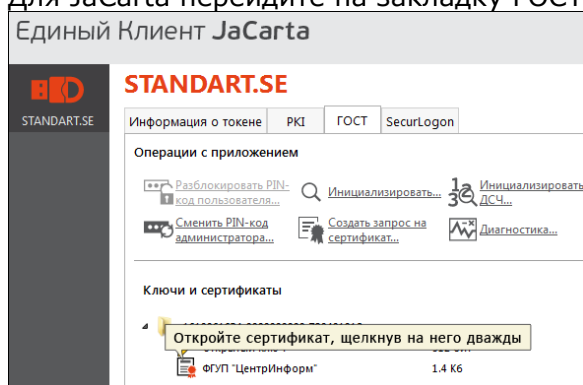 Для JaCarta перейдите на закладку ГОСТ
Единый Клиент JaCarta
STANDART.SE
STANDART.SE
Информация о токене PKI ГОСТ SecurLogon
Операции с приложением
Разблокировать PIN-код пользователя...
Инициализировать...
Инициализировать ДСЧ...
Сменить PIN-код администратора...
Создать запрос на сертификат...
Диагностика...
Ключи и сертификаты
Откройте сертификат, щелкнув на него дважды
ФГУП "ЦентрИнформ" 1.4 Кб